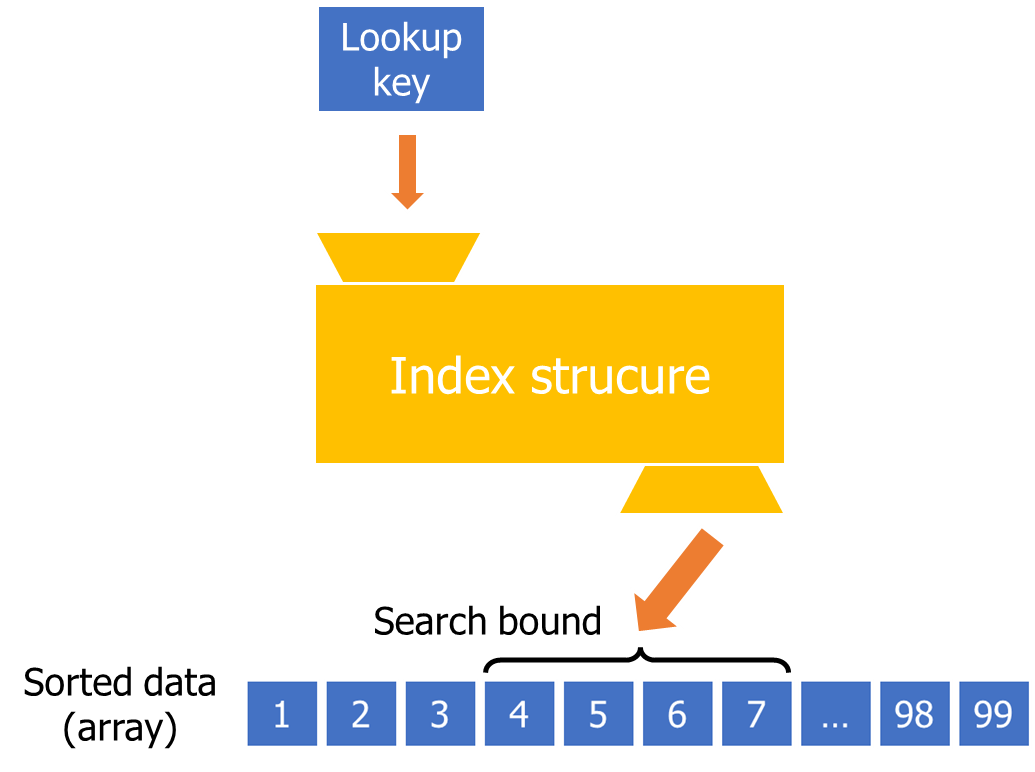 Lookup
key
Index strucure
Search bound
Sorted data
(array)
1 2 3 4 5 6 7 ... 98 99